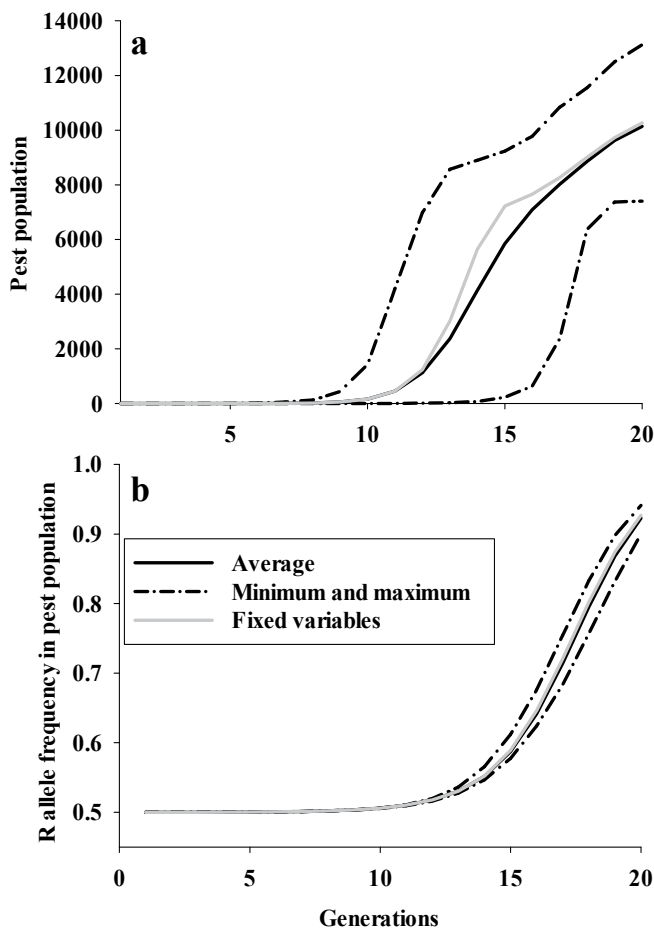 14000
a
12000
10000
8000
6000
4000
2000
0
Pest population
5 10 15 20
1.0
b
0.9
0.8
0.7
0.6
0.5
R allele frequency in pest population
Average
Minimum and maximum
Fixed variables
0 5 10 15 20
Generations